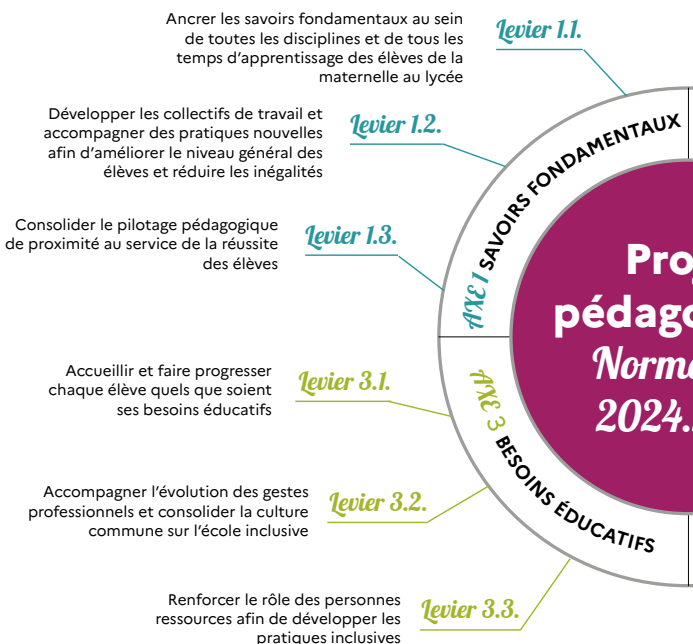 Ancrer les savoirs fondamentaux au sein
de toutes les disciplines et de tous les
temps d'apprentissage des élèves de la
maternelle au lycée
Levier 1.1.
Développer les collectifs de travail et
accompagner des pratiques nouvelles
afin d'améliorer le niveau général des
élèves et réduire les inégalités
Levier 1.2.
Consolider le pilotage pédagogique
de proximité au service de la réussite
des élèves
Levier 1.3.
AXE 1 SAVOIRS FONDAMENTAUX
Accueillir et faire progresser
chaque élève quels que soient
ses besoins éducatifs
Levier 3.1.
Accompagner l'évolution des gestes
professionnels et consolider la culture
commune sur l'école inclusive
Levier 3.2.
Renforcer le rôle des personnes
ressources afin de développer les
pratiques inclusives
Levier 3.3.
AXE 3 BESOINS ÉDUCATIFS
Pro
pédago
Norma
2024..